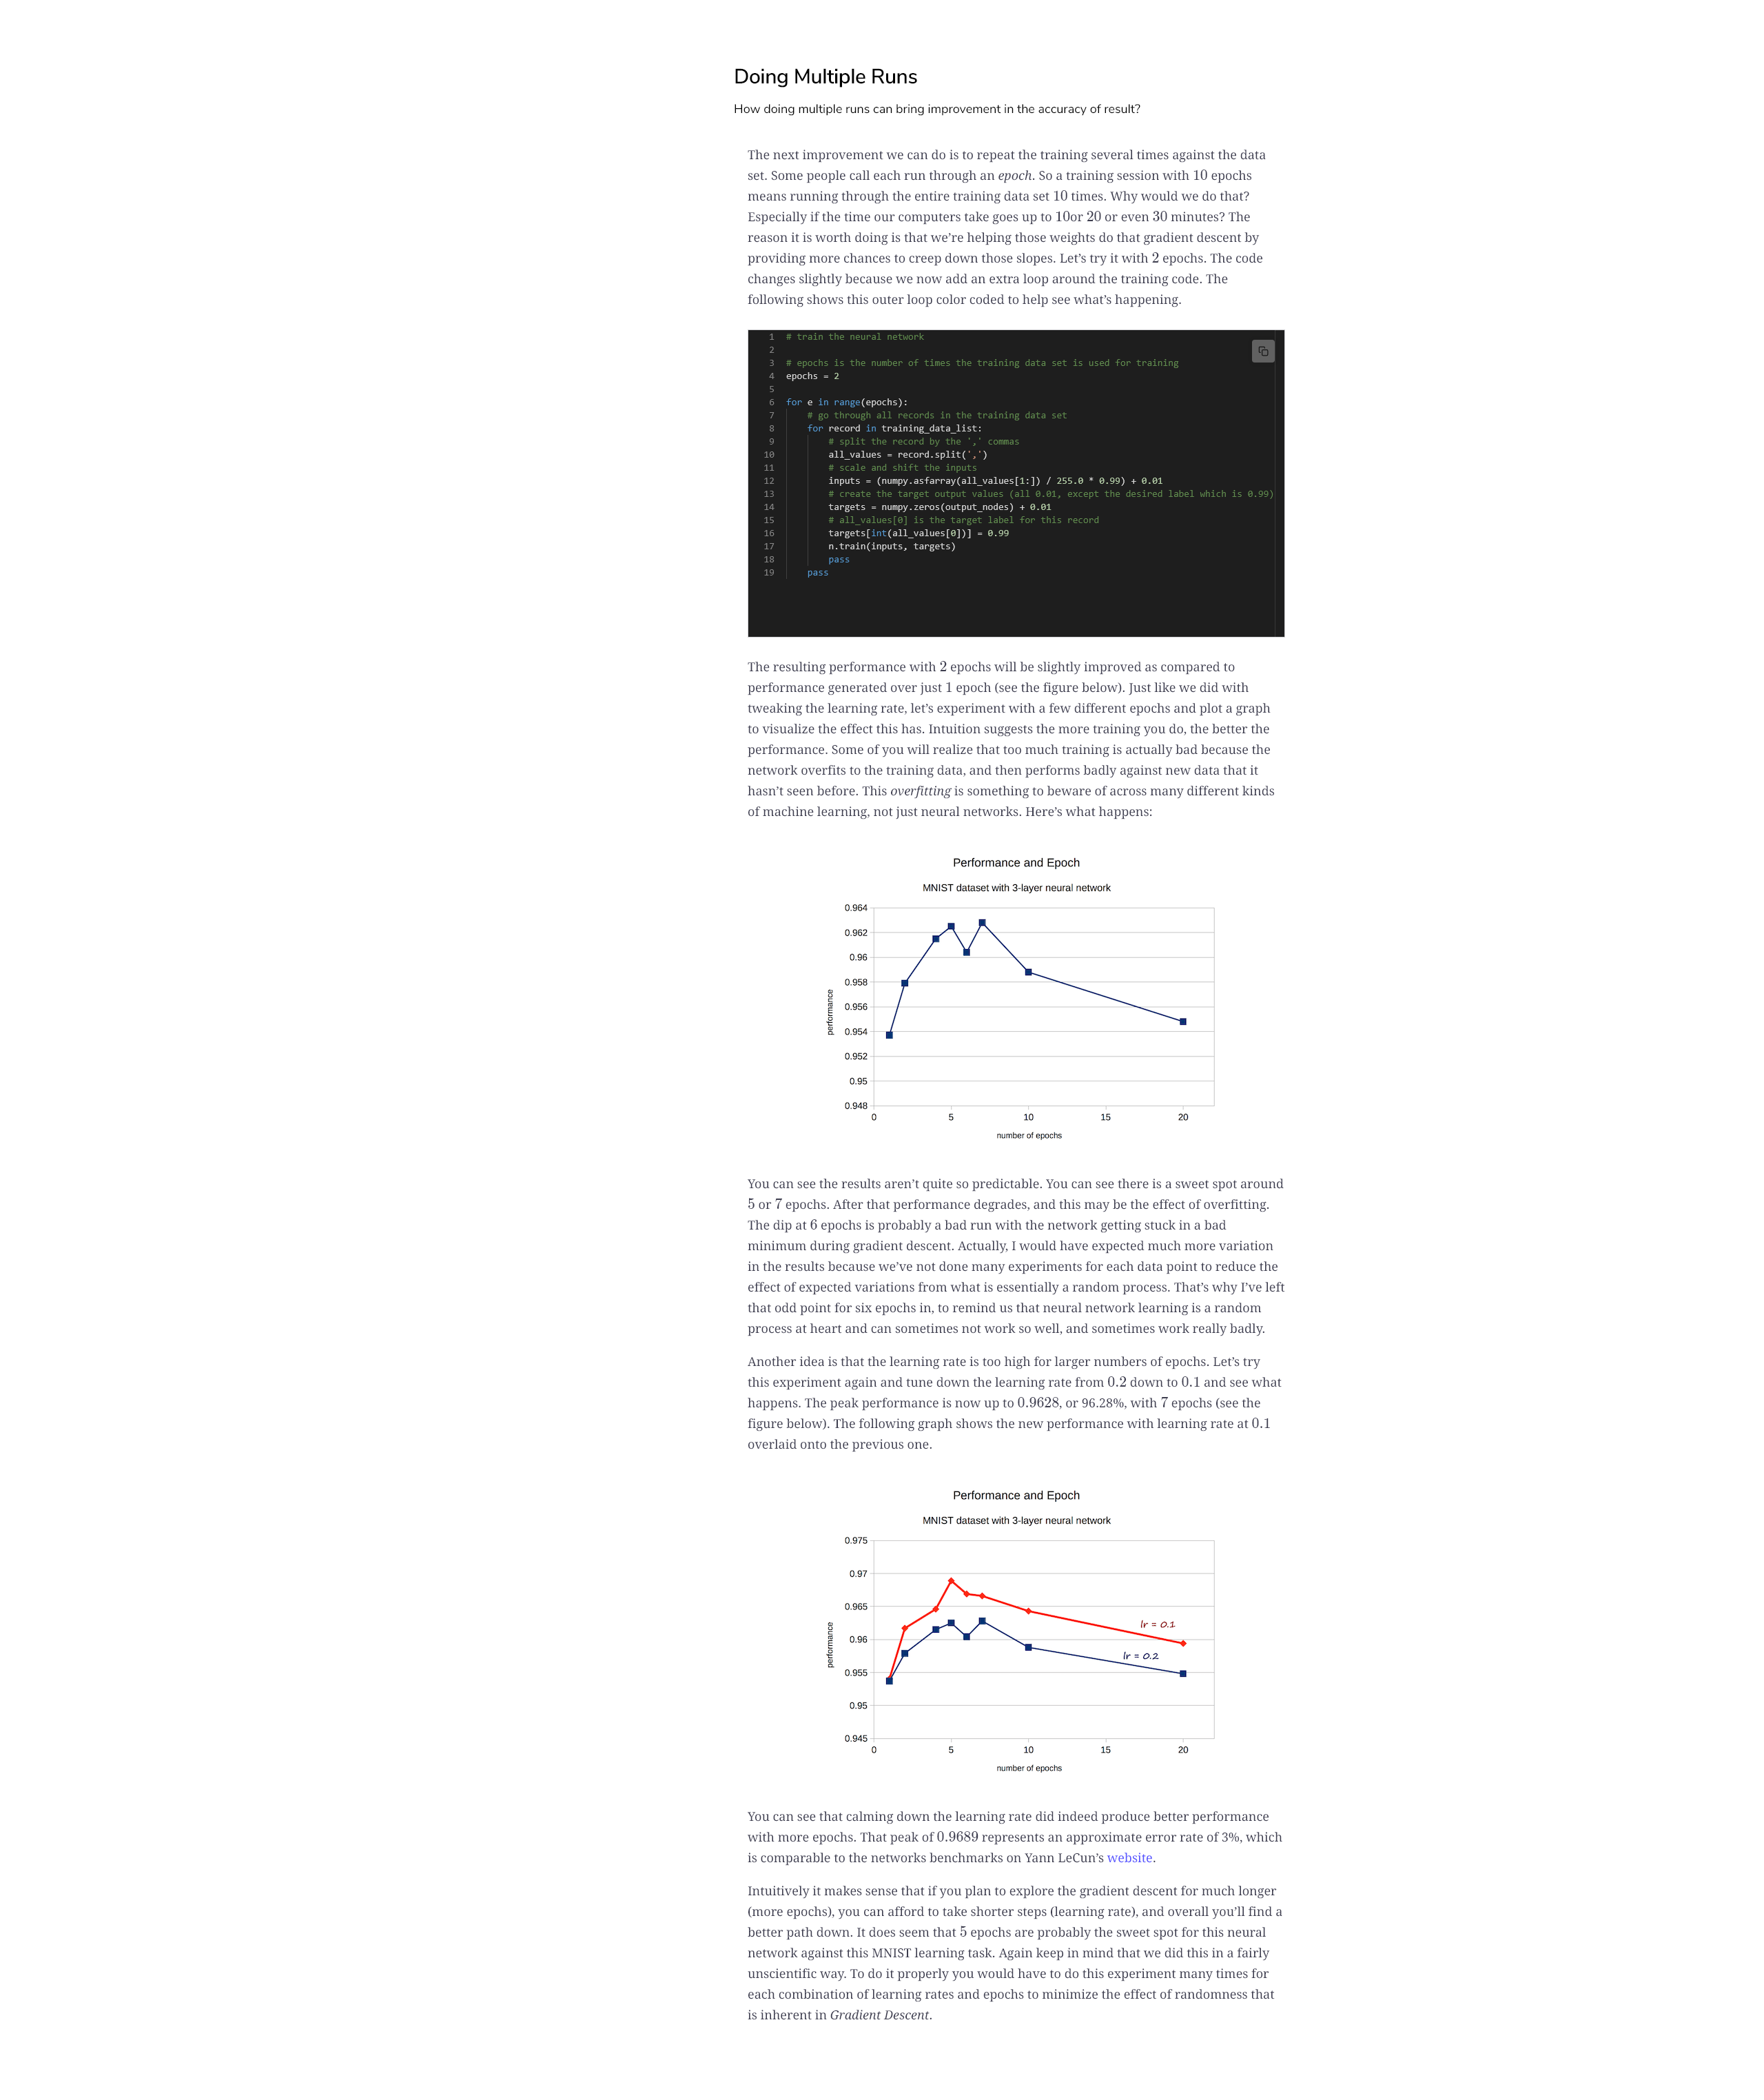 Doing Multiple Runs
How doing multiple runs can bring improvement in the accuracy of result?
The next improvement we can do is to repeat the training several times against the data
set. Some people call each run through an epoch. So a training session with 10 epochs
means running through the entire training data set 10 times. Why would we do that?
Especially if the time our computers take goes up to 10or 20 or even 30 minutes? The
reason it is worth doing is that we’re helping those weights do that gradient descent by
providing more chances to creep down those slopes. Let’s try it with 2 epochs. The code
changes slightly because we now add an extra loop around the training code. The
following shows this outer loop color coded to help see what’s happening.
1 # train the neural network
2
3 # epochs is the number of times the training data set is used for training
4 epochs = 2
5
6 for e in range(epochs):
7     # go through all records in the training data set
8     for record in training_data_list:
9         # split the record by the ',' commas
10         all_values = record.split(',')
11         # scale and shift the inputs
12         inputs = (numpy.asfarray(all_values[1:]) / 255.0 * 0.99) + 0.01
13         # create the target output values (all 0.01, except the desired label which is 0.99)
14         targets = numpy.zeros(output_nodes) + 0.01
15         # all_values[0] is the target label for this record
16         targets[int(all_values[0])] = 0.99
17         n.train(inputs, targets)
18         pass
19     pass
The resulting performance with 2 epochs will be slightly improved as compared to
performance generated over just 1 epoch (see the figure below). Just like we did with
tweaking the learning rate, let’s experiment with a few different epochs and plot a graph
to visualize the effect this has. Intuition suggests the more training you do, the better the
performance. Some of you will realize that too much training is actually bad because the
network overfits to the training data, and then performs badly against new data that it
hasn’t seen before. This overfitting is something to beware of across many different kinds
of machine learning, not just neural networks. Here’s what happens:
Performance and Epoch
MNIST dataset with 3-layer neural network
0.964
0.962
0.96
0.958
0.956
0.954
0.952
0.95
0.948
performance
0 5 10 15 20
number of epochs
You can see the results aren’t quite so predictable. You can see there is a sweet spot around
5 or 7 epochs. After that performance degrades, and this may be the effect of overfitting.
The dip at 6 epochs is probably a bad run with the network getting stuck in a bad
minimum during gradient descent. Actually, I would have expected much more variation
in the results because we’ve not done many experiments for each data point to reduce the
effect of expected variations from what is essentially a random process. That’s why I’ve left
that odd point for six epochs in, to remind us that neural network learning is a random
process at heart and can sometimes not work so well, and sometimes work really badly.
Another idea is that the learning rate is too high for larger numbers of epochs. Let’s try
this experiment again and tune down the learning rate from 0.2 down to 0.1 and see what
happens. The peak performance is now up to 0.9628, or 96.28%, with 7 epochs (see the
figure below). The following graph shows the new performance with learning rate at 0.1
overlaid onto the previous one.
Performance and Epoch
MNIST dataset with 3-layer neural network
0.975
0.97
0.965
0.96
0.955
0.95
0.945
performance
lr = 0.1
lr = 0.2
0 5 10 15 20
number of epochs
You can see that calming down the learning rate did indeed produce better performance
with more epochs. That peak of 0.9689 represents an approximate error rate of 3%, which
is comparable to the networks benchmarks on Yann LeCun’s website.
Intuitively it makes sense that if you plan to explore the gradient descent for much longer
(more epochs), you can afford to take shorter steps (learning rate), and overall you’ll find a
better path down. It does seem that 5 epochs are probably the sweet spot for this neural
network against this MNIST learning task. Again keep in mind that we did this in a fairly
unscientific way. To do it properly you would have to do this experiment many times for
each combination of learning rates and epochs to minimize the effect of randomness that
is inherent in Gradient Descent.